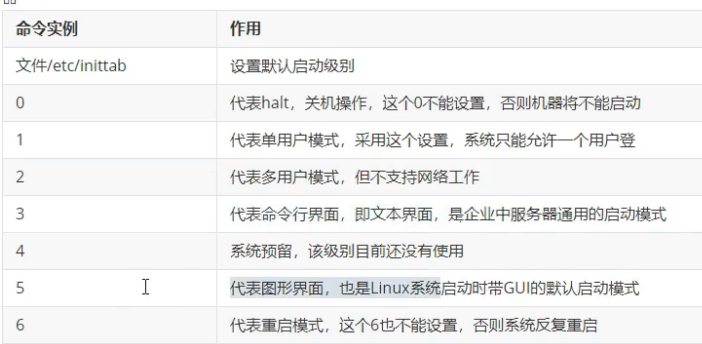 命令实例 作用
文件/etc/inittab 设置默认启动级别
0 代表halt，关机操作，这个0不能设置，否则机器将不能启动
1 代表单用户模式，采用这个设置，系统只能允许一个用户登
2 代表多用户模式，但不支持网络工作
3 代表命令行界面，即文本界面，是企业中服务器通用的启动模式
4 系统预留，该级别目前还没有使用
5 代表图形界面，也是Linux系统启动时带GUI的默认启动模式
6 代表重启模式，这个6也不能设置，否则系统反复重启